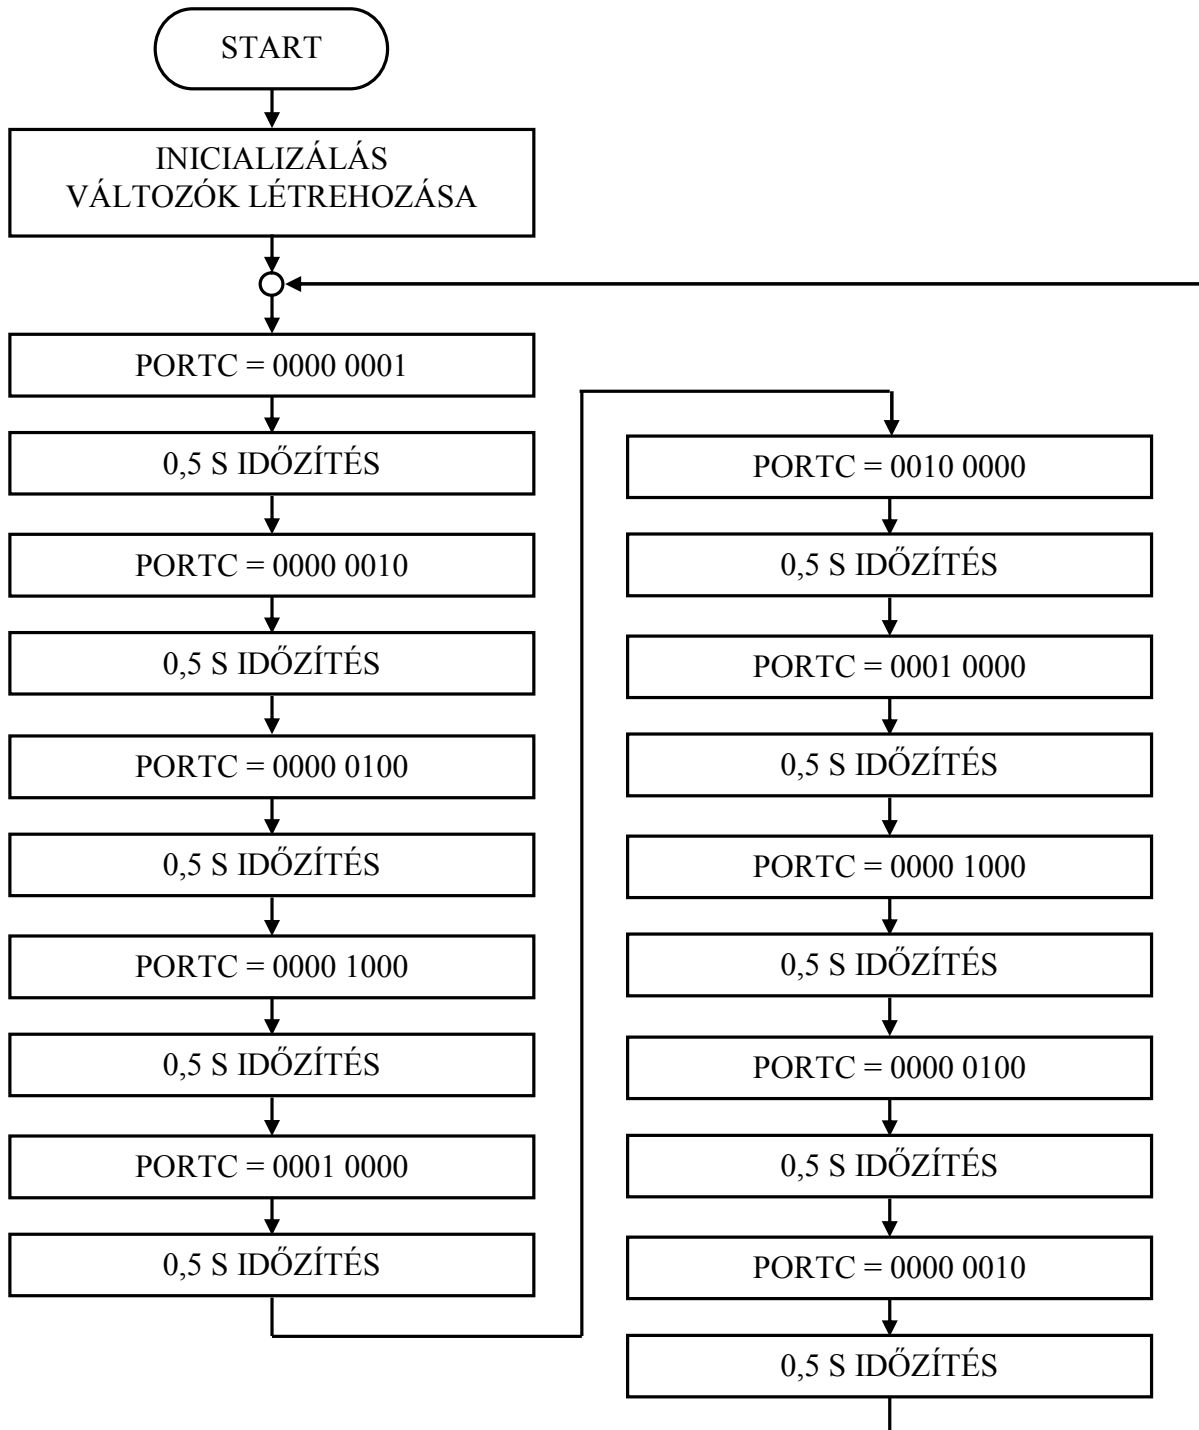 START
INICIALIZÁLÁS
VÁLTOZÓK LÉTREHOZÁSA
PORTC = 0000 0001
0,5 S IDŐZÍTÉS
PORTC = 0000 0010
0,5 S IDŐZÍTÉS
PORTC = 0000 0100
0,5 S IDŐZÍTÉS
PORTC = 0000 1000
0,5 S IDŐZÍTÉS
PORTC = 0001 0000
0,5 S IDŐZÍTÉS
PORTC = 0010 0000
0,5 S IDŐZÍTÉS
PORTC = 0001 0000
0,5 S IDŐZÍTÉS
PORTC = 0000 1000
0,5 S IDŐZÍTÉS
PORTC = 0000 0100
0,5 S IDŐZÍTÉS
PORTC = 0000 0010
0,5 S IDŐZÍTÉS